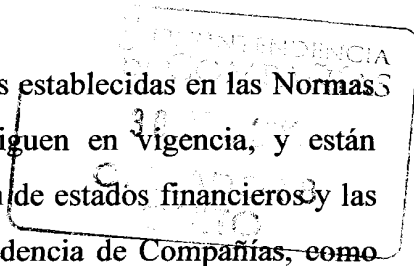 s establecidas en las Normas
iguen en vigencia, y están
de estados financieros y las
dencia de Compañías, como